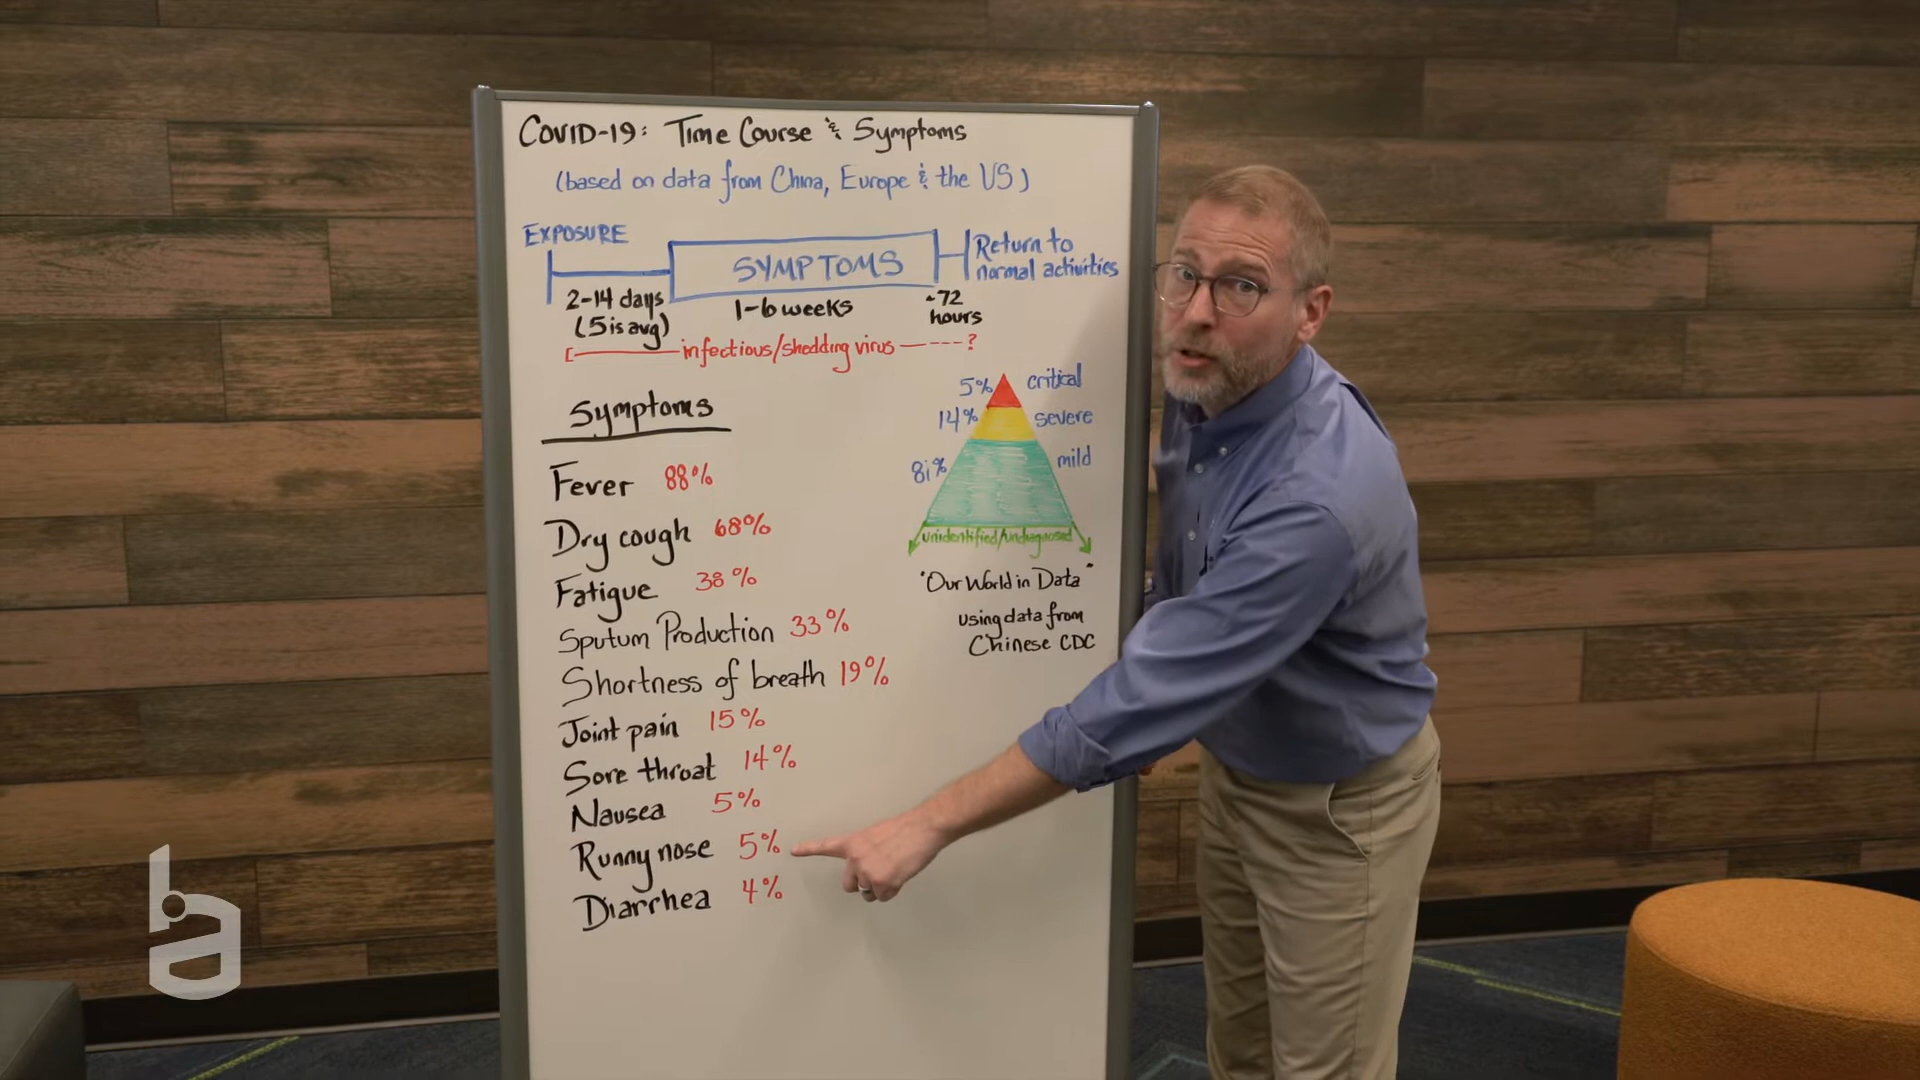 COVID-19: Time Course & Symptoms
(based on data from China, Europe & the US)
EXPOSURE
SYMPTOMS
Return to
normal activities
2-14 days
(5 is avg)
1-6 weeks
~72
hours
[— infectious/shedding virus — --- ?
Symptoms
Fever 88%
Dry cough 68%
Fatigue 38%
Sputum Production 33%
Shortness of breath 19%
Joint pain 15%
Sore throat 14%
Nausea 5%
Runny nose 5%
Diarrhea 4%
5% critical
14% severe
81% mild
unidentified/undiagnosed
"Our World in Data"
using data from
Chinese CDC
ba